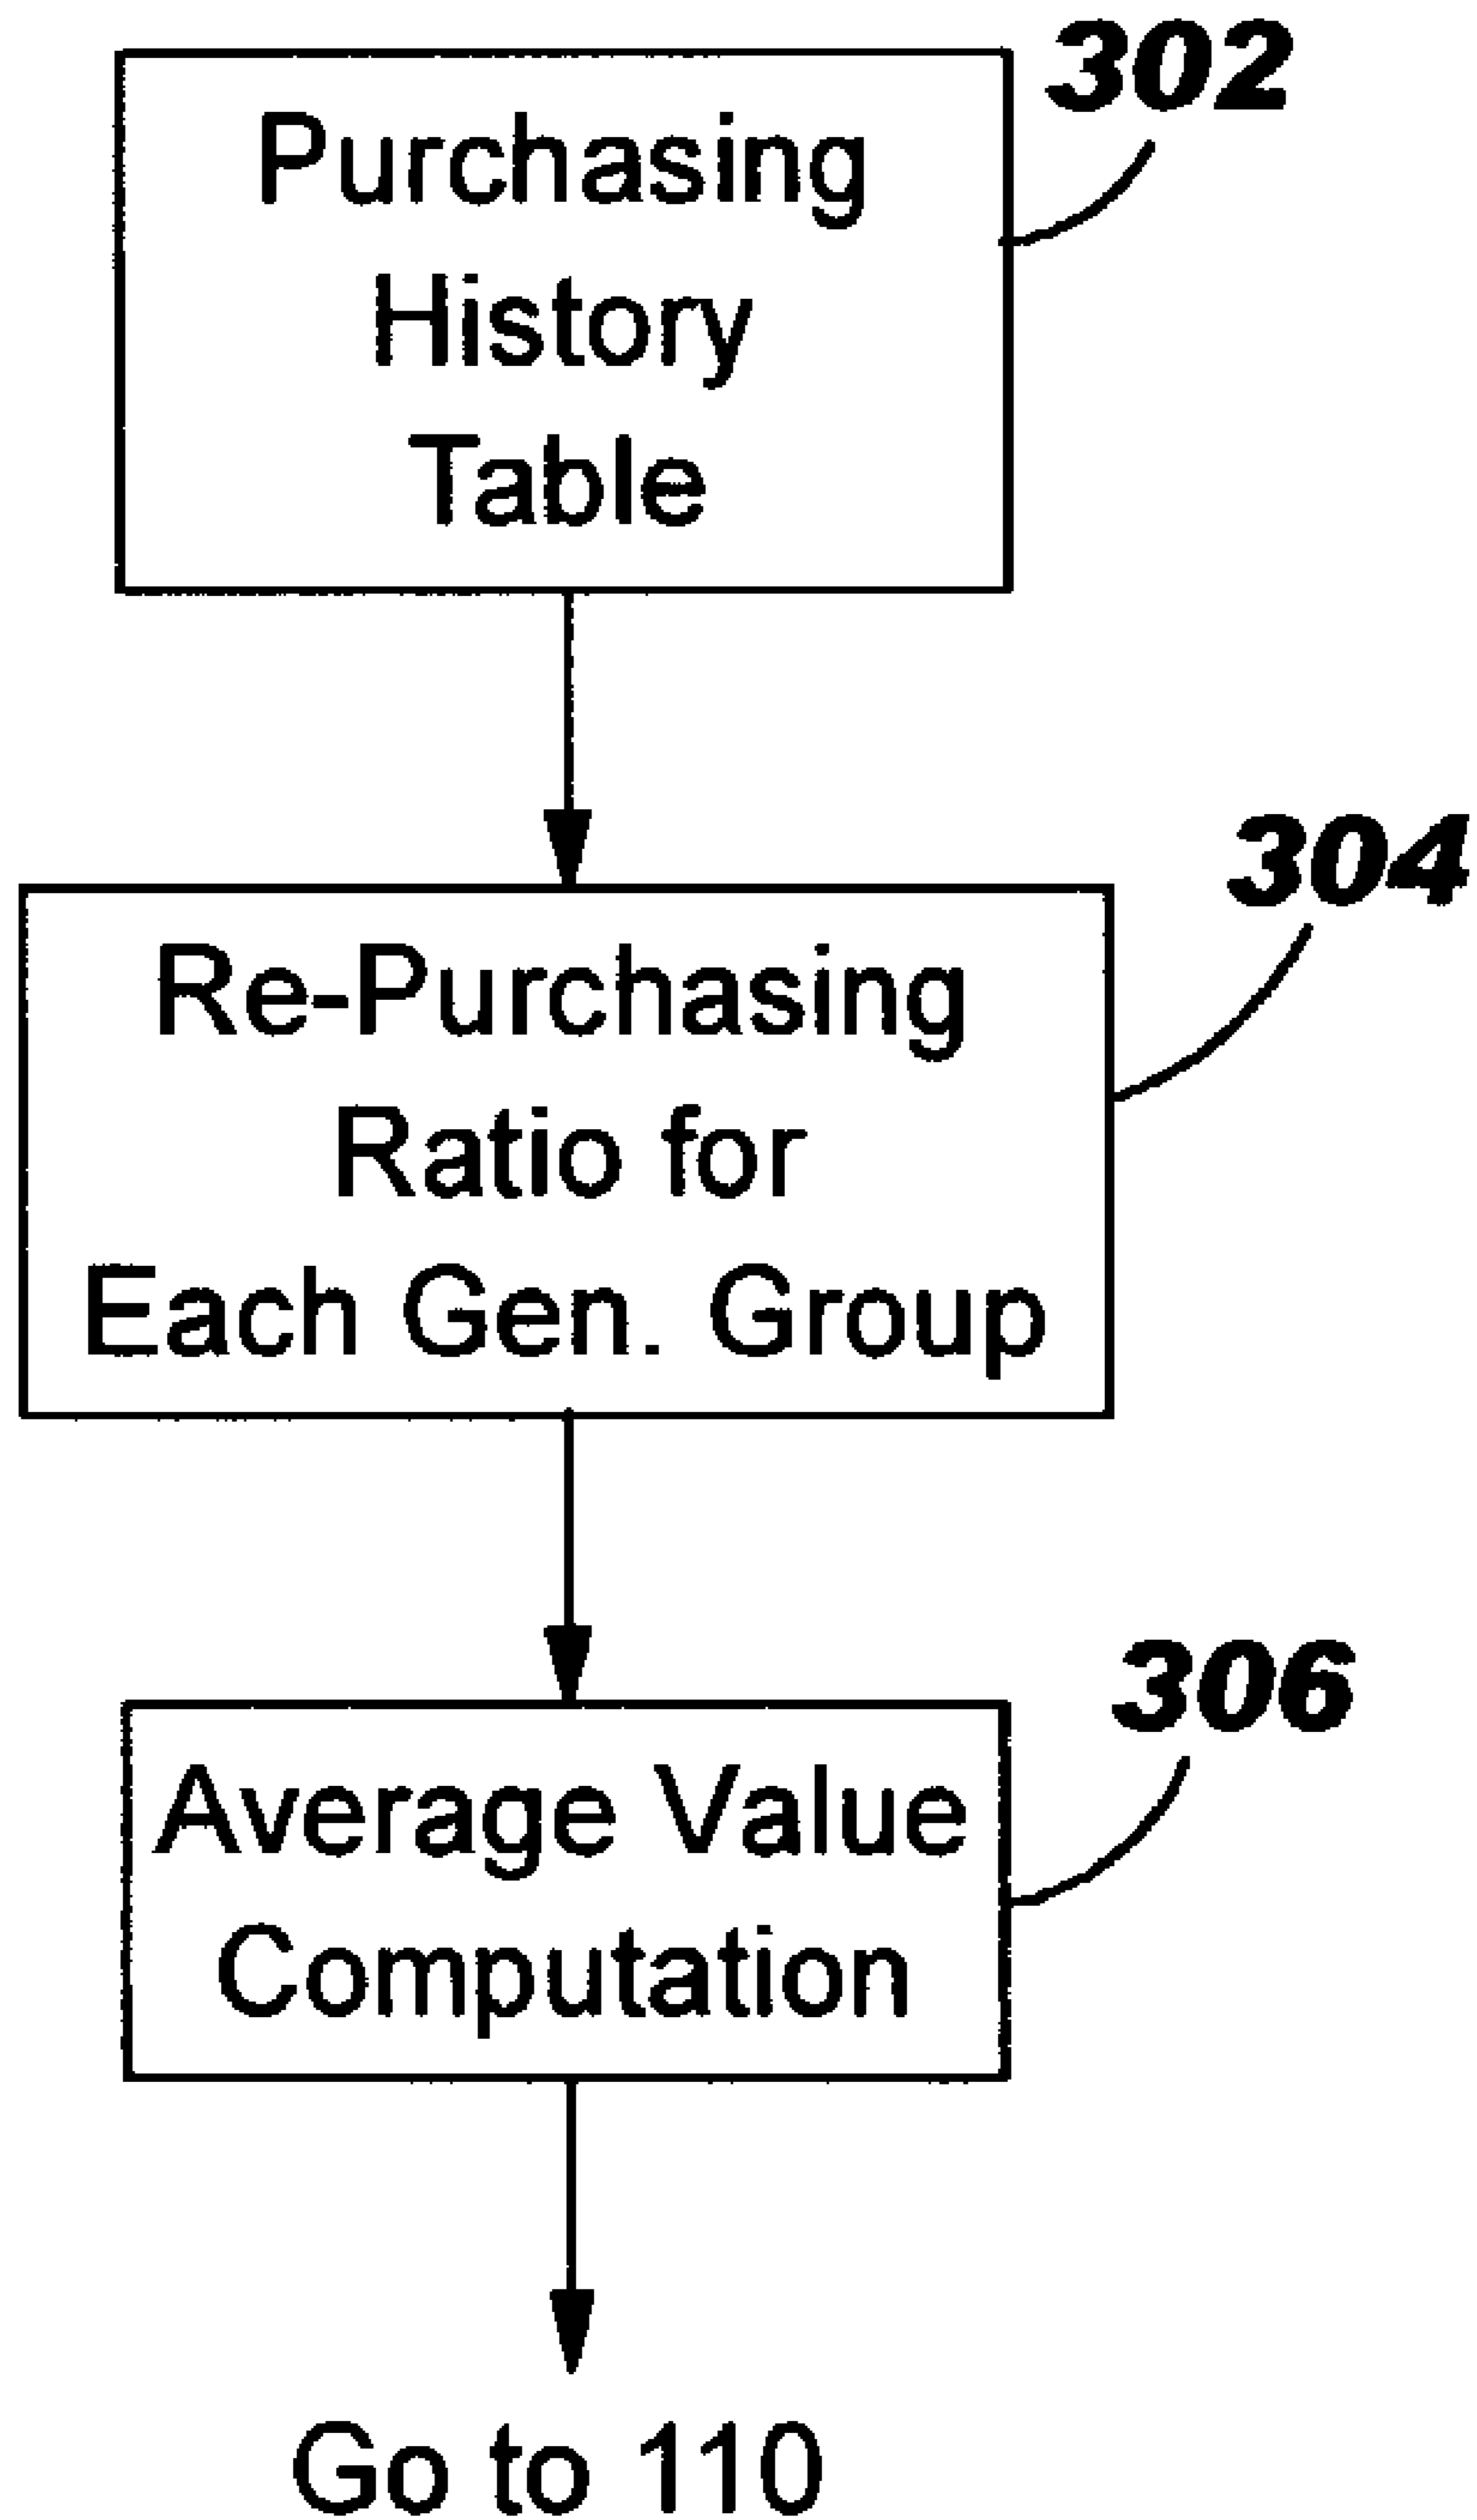 302
Purchasing
History
Table
304
Re-Purchasing
Ratio for
Each Gen. Group
306
Average Value
Computation
Go to 110